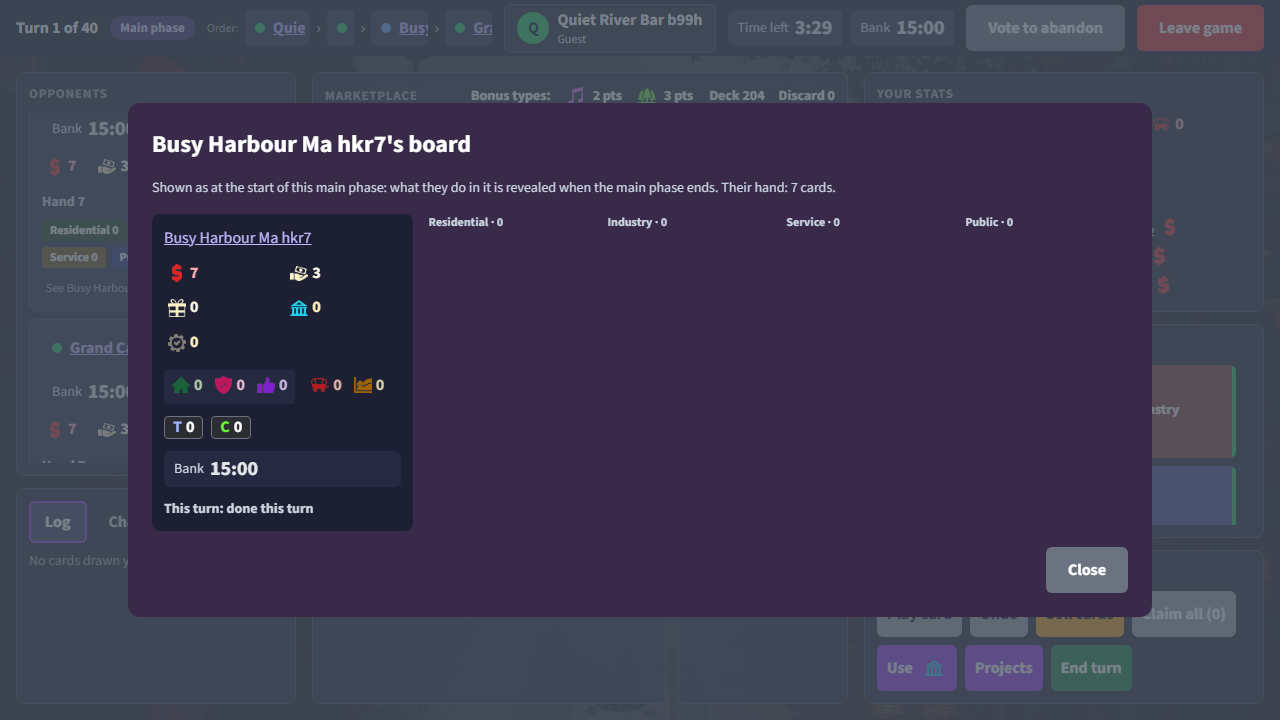 Turn 1 of 40
Main phase
Order:
Quie
›
›
Busy
›
Gra
Q
Quiet River Bar b99h
Guest
Time left 3:29
Bank 15:00
Vote to abandon
Leave game
OPPONENTS
Bank 15:00
7
3
Hand 7
Residential 0
Service 0
See Busy Harbou
Grand Ca
Bank 15:00
7
3
MARKETPLACE
Bonus types:
2 pts
3 pts
Deck 204
Discard 0
YOUR STATS
0
Busy Harbour Ma hkr7's board
Shown as at the start of this main phase: what they do in it is revealed when the main phase ends. Their hand: 7 cards.
Busy Harbour Ma hkr7
7
3
0
0
0
0 0 0 0 0
T 0 C 0
Bank 15:00
This turn: done this turn
Residential · 0
Industry · 0
Service · 0
Public · 0
Close
Log
No cards drawn y
Claim all (0)
Use
Projects
End turn